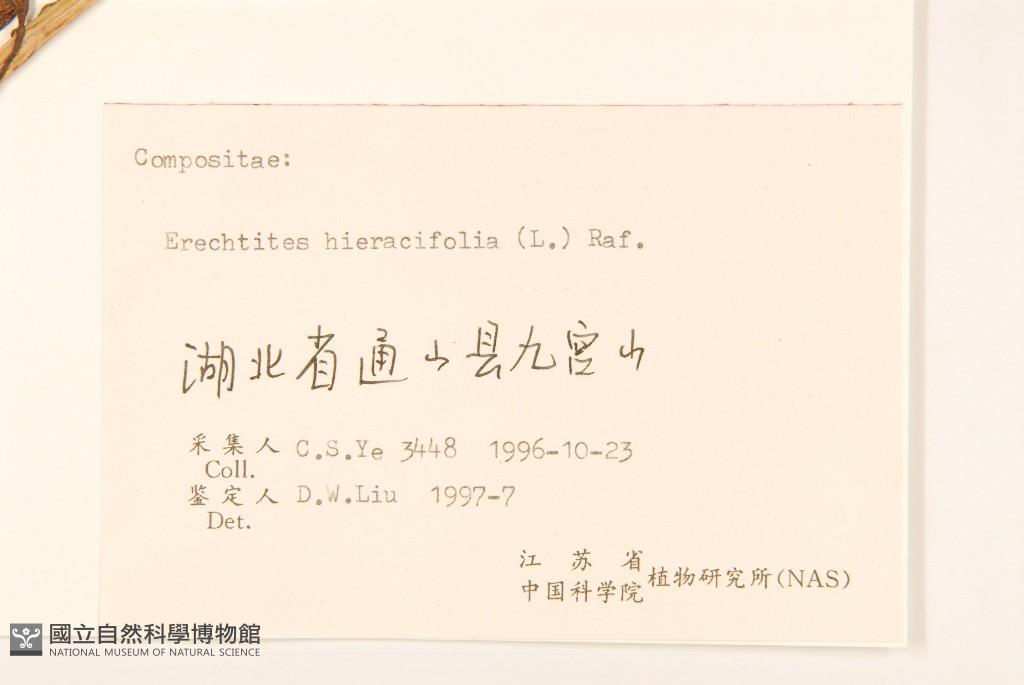 Compositae:
Erechtites hieracifolia (L.) Raf.
湖北省通山县九宫山
采集人 C.S.Ye 3448 1996-10-23
Coll.
鉴定人 D.W.Liu 1997-7
Det.
江苏省
中国科学院 植物研究所(NAS)
國立自然科學博物館
NATIONAL MUSEUM OF NATURAL SCIENCE